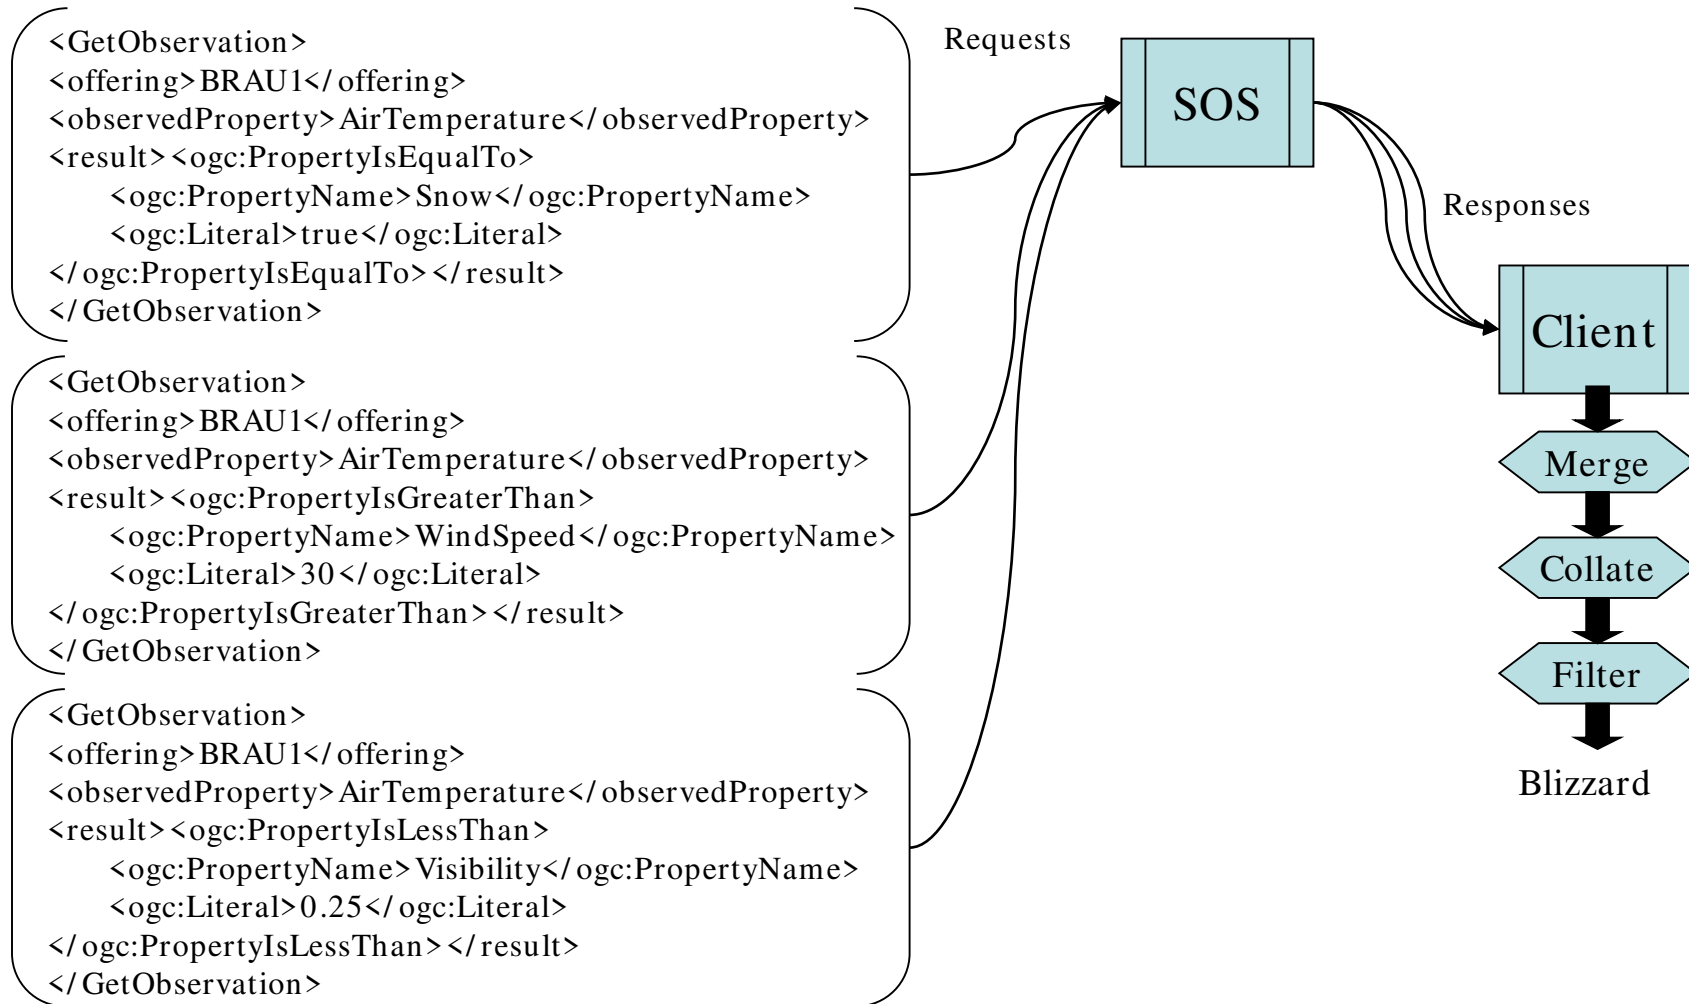 <GetObservation>
<offering>BRAU1</offering>
<observedProperty>AirTemperature</observedProperty>
<result><ogc:PropertyIsEqualTo>
<ogc:PropertyName>Snow</ogc:PropertyName>
<ogc:Literal>true</ogc:Literal>
</ogc:PropertyIsEqualTo></result>
</GetObservation>
<GetObservation>
<offering>BRAU1</offering>
<observedProperty>AirTemperature</observedProperty>
<result><ogc:PropertyIsGreaterThan>
<ogc:PropertyName>WindSpeed</ogc:PropertyName>
<ogc:Literal>30</ogc:Literal>
</ogc:PropertyIsGreaterThan></result>
</GetObservation>
<GetObservation>
<offering>BRAU1</offering>
<observedProperty>AirTemperature</observedProperty>
<result><ogc:PropertyIsLessThan>
<ogc:PropertyName>Visibility</ogc:PropertyName>
<ogc:Literal>0.25</ogc:Literal>
</ogc:PropertyIsLessThan></result>
</GetObservation>
Requests
SOS
Responses
Client
Merge
Collate
Filter
Blizzard